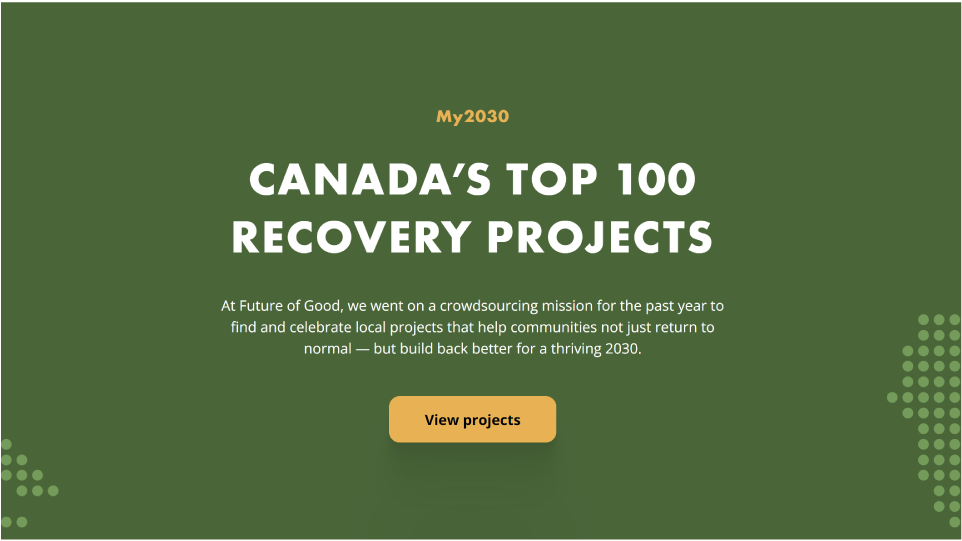 My2030
CANADA’S TOP 100
RECOVERY PROJECTS
At Future of Good, we went on a crowdsourcing mission for the past year to
find and celebrate local projects that help communities not just return to
normal — but build back better for a thriving 2030.
View projects